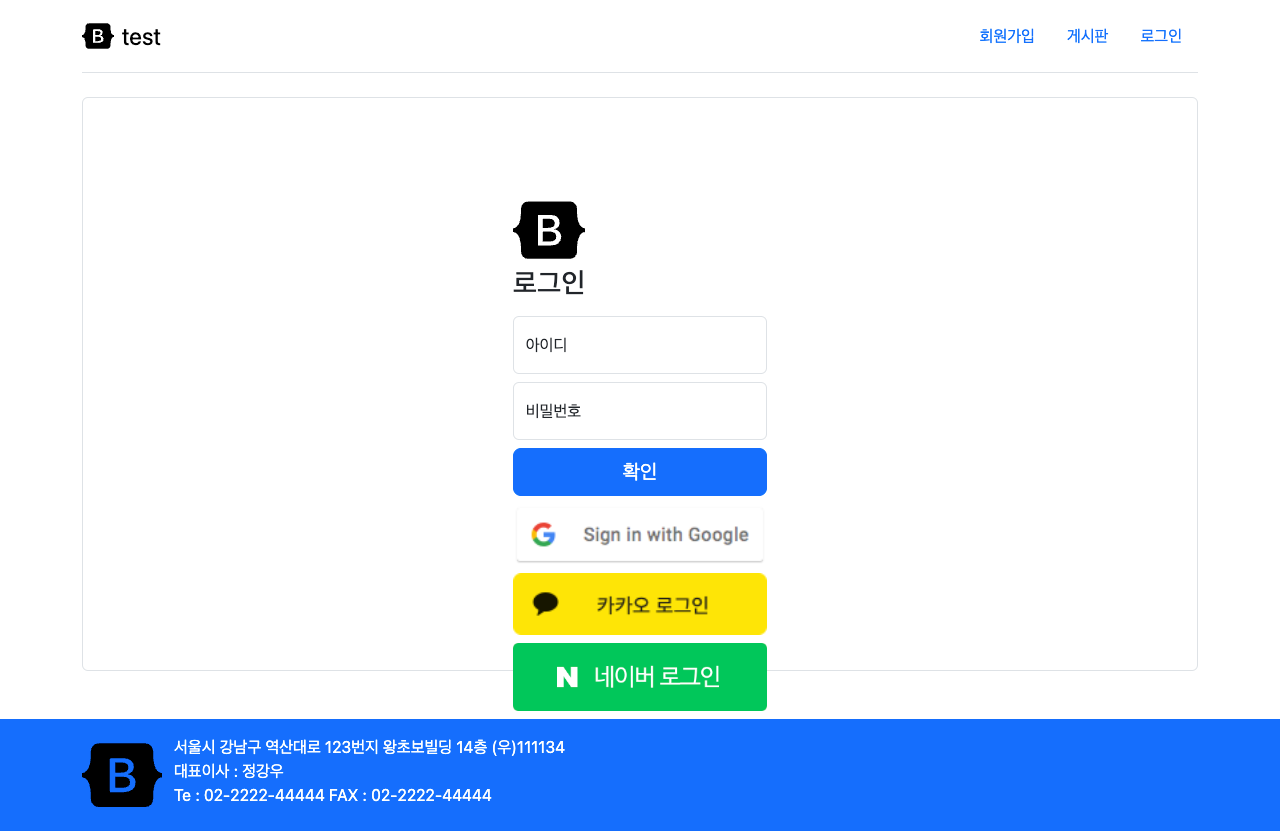 B test
회원가입 게시판 로그인
B
로그인
아이디
비밀번호
확인
Sign in with Google
카카오 로그인
N 네이버 로그인
B
서울시 강남구 역산대로 123번지 왕초보빌딩 14층 (우)111134
대표이사 : 정강우
Te : 02-2222-44444 FAX : 02-2222-44444